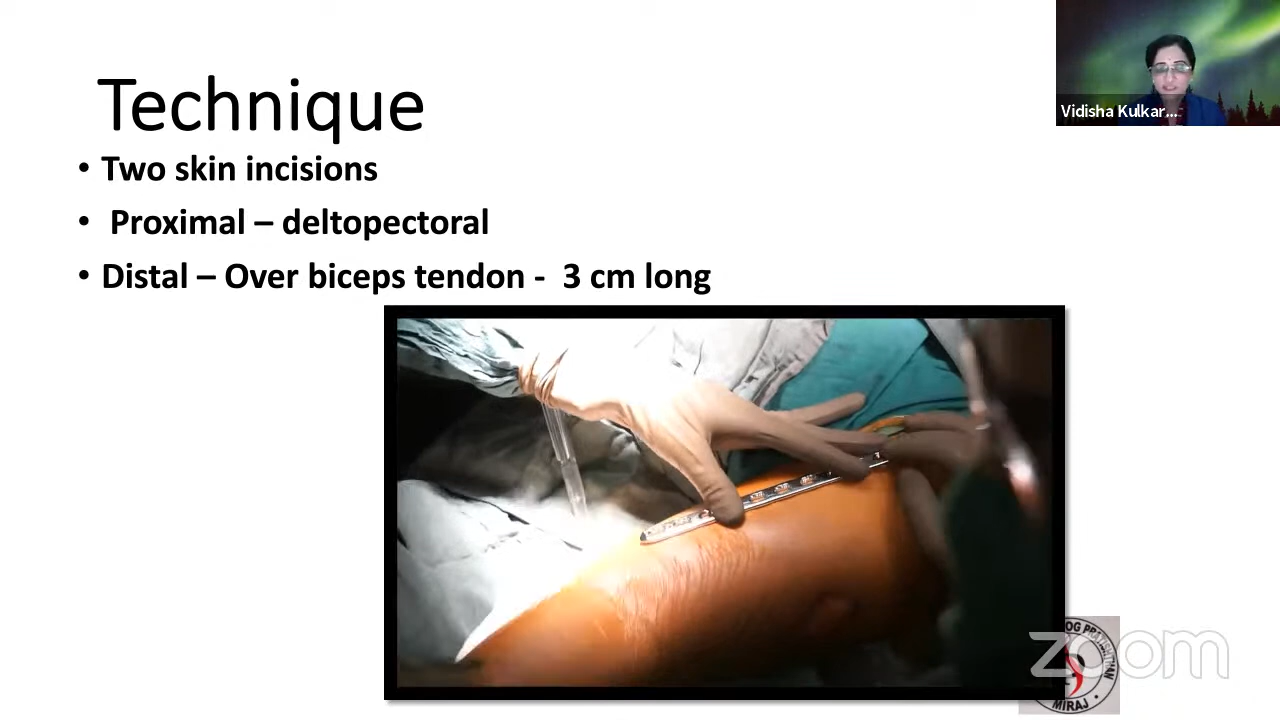 Technique
• Two skin incisions
• Proximal – deltopectoral
• Distal – Over biceps tendon - 3 cm long
Vidisha Kulkar...
zoom
MIRAJ